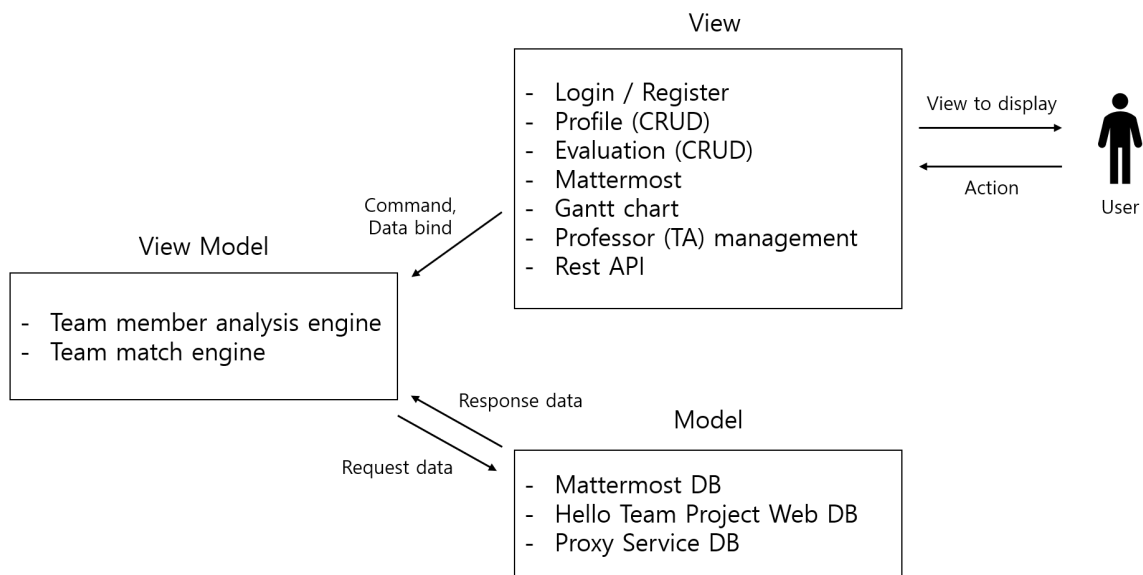 View
- Login / Register
- Profile (CRUD)
- Evaluation (CRUD)
- Mattermost
- Gantt chart
- Professor (TA) management
- Rest API
View to display
Action
User
Command,
Data bind
View Model
- Team member analysis engine
- Team match engine
Response data
Request data
Model
- Mattermost DB
- Hello Team Project Web DB
- Proxy Service DB